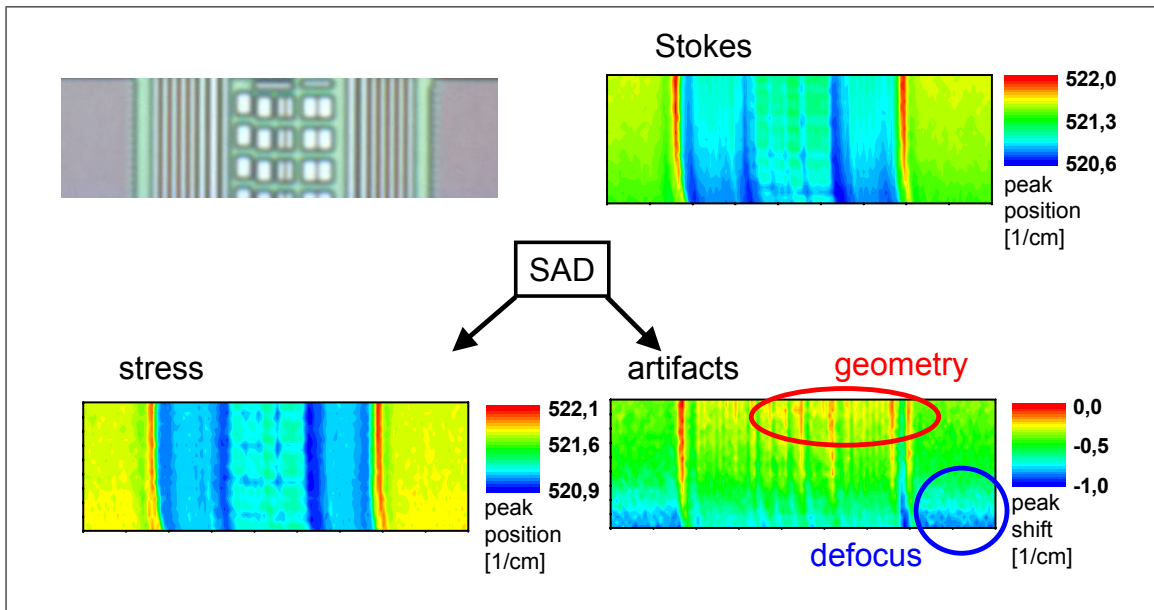 Stokes
522,0
521,3
520,6
peak
position
[1/cm]
SAD
stress
522,1
521,6
520,9
peak
position
[1/cm]
artifacts
geometry
0,0
-0,5
-1,0
peak
shift
[1/cm]
defocus